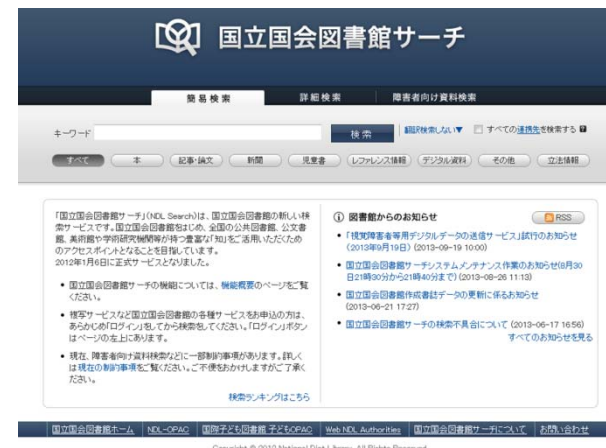 国立国会図書館サーチ
簡易検索 詳細検索 障害者向け資料検索
キーワード 検索 翻訳検索しない▼ すべての連携先を検索する
すべて 本 記事・論文 新聞 児童書 レファレンス情報 デジタル資料 その他 立法情報
「国立国会図書館サーチ」(NDL Search)は、国立国会図書館の新しい検
索サービスです。国立国会図書館をはじめ、全国の公共図書館、公文書
館、美術館や学術研究機関等が持つ豊富な「知」をご活用いただくため
のアクセスポイントとなることを目指しています。
2012年1月6日に正式サービスとなりました。
• 国立国会図書館サーチの機能については、機能概要のページをご覧
ください。
• 複写サービスなど国立国会図書館の各種サービスをお申込の方は、
あらかじめ「ログイン」をしてから検索をしてください。「ログイン」ボタン
はページの左上にあります。
• 現在、障害者向け資料検索などに一部制約事項があります。詳しく
は現在の制約事項をご覧ください。ご不便をおかけしますがご了承く
ださい。
検索ランキングはこちら
図書館からのお知らせ RSS
• 「視覚障害者等用デジタルデータの送信サービス」試行のお知らせ
(2013年9月19日) (2013-09-19 10:00)
• 国立国会図書館サーチシステムメンテナンス作業のお知らせ(8月30
日21時30分から21時40分まで) (2013-08-26 11:13)
• 国立国会図書館作成書誌データの更新に係るお知らせ
(2013-06-21 17:27)
• 国立国会図書館サーチの検索不具合について (2013-06-17 16:56)
すべてのお知らせを見る
国立国会図書館ホーム NDL-OPAC 国際子ども図書館 子どもOPAC Web NDL Authorities 国立国会図書館サーチについて お問い合わせ
Copyright © 2010 National Diet Library. All Rights Reserved.